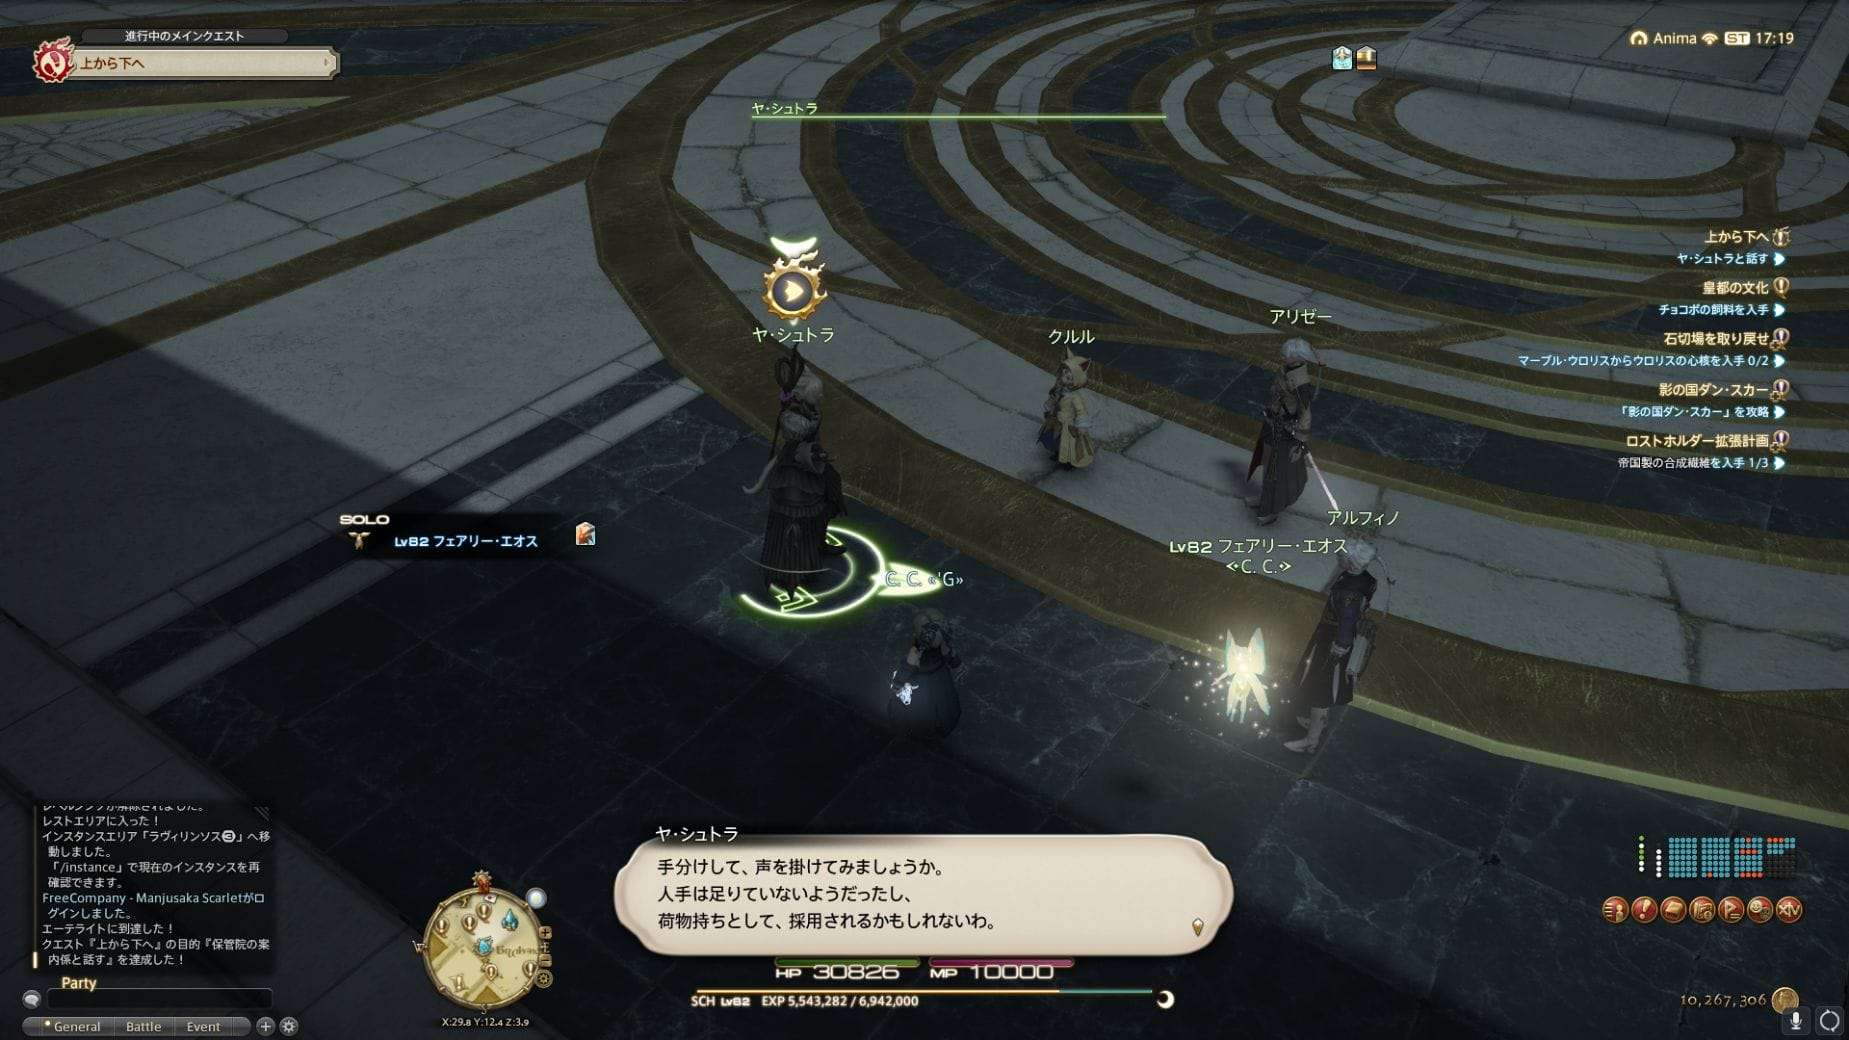 進行中のメインクエスト
上から下へ
Anima ST 17:19
ヤ・シュトラ
ヤ・シュトラ
クルル
アリゼー
アルフィノ
Lv82 フェアリー・エオス
<C. C.>
C. C. «'G»
SOLO
Lv82 フェアリー・エオス
上から下へ
ヤ・シュトラと話す
皇都の文化
チョコボの飼料を入手
石切場を取り戻せ
マーブル・ウロリスからウロリスの心核を入手 0/2
影の国ダン・スカー
「影の国ダン・スカー」を攻略
ロストホルダー拡張計画
帝国製の合成繊維を入手 1/3
レベルシンクが解除されました。
レストエリアに入った！
インスタンスエリア「ラヴィリンソス3」へ移
動しました。
「/instance」で現在のインスタンスを再
確認できます。
FreeCompany - Manjusaka Scarletがロ
グインしました。
エーテライトに到達した！
クエスト『上から下へ』の目的『保管院の案
内係と話す』を達成した！
Party
General Battle Event
X:29.8 Y:12.4 Z:3.9
ヤ・シュトラ
手分けして、声を掛けてみましょうか。
人手は足りていないようだったし、
荷物持ちとして、採用されるかもしれないわ。
HP 30826 MP 10000
SCH Lv82 EXP 5,543,282 / 6,942,000
10,267,306